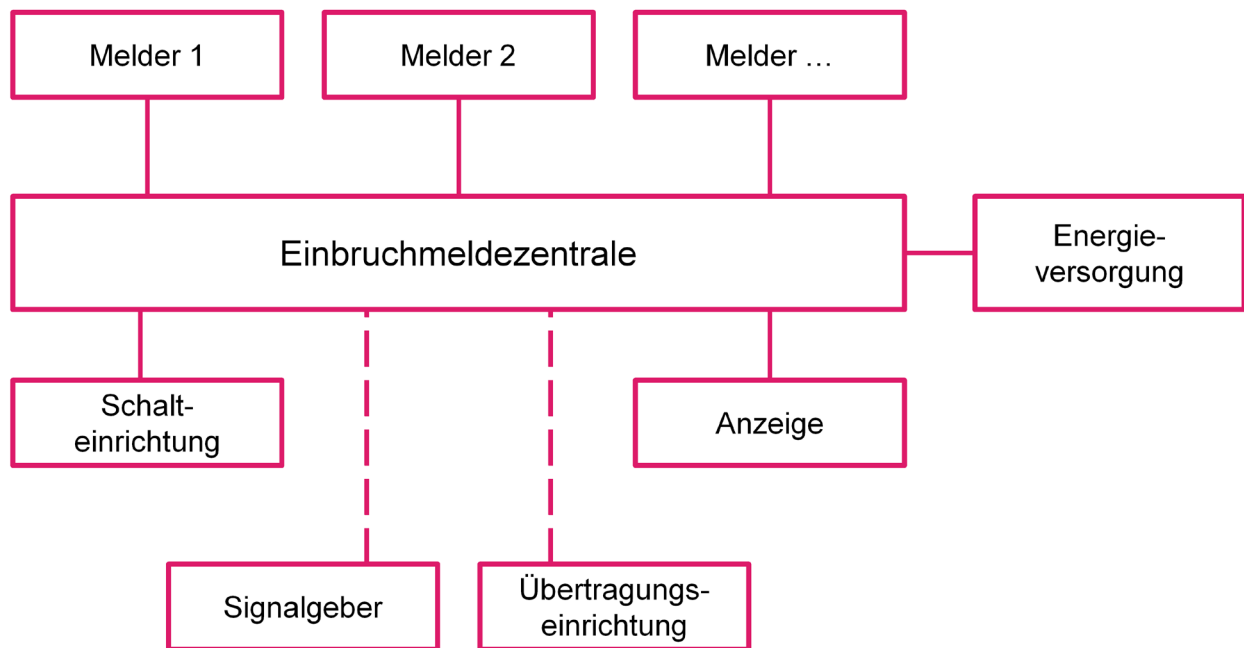 Melder 1
Melder 2
Melder …
Einbruchmeldezentrale
Energie-
versorgung
Schalt-
einrichtung
Anzeige
Signalgeber
Übertragungs-
einrichtung